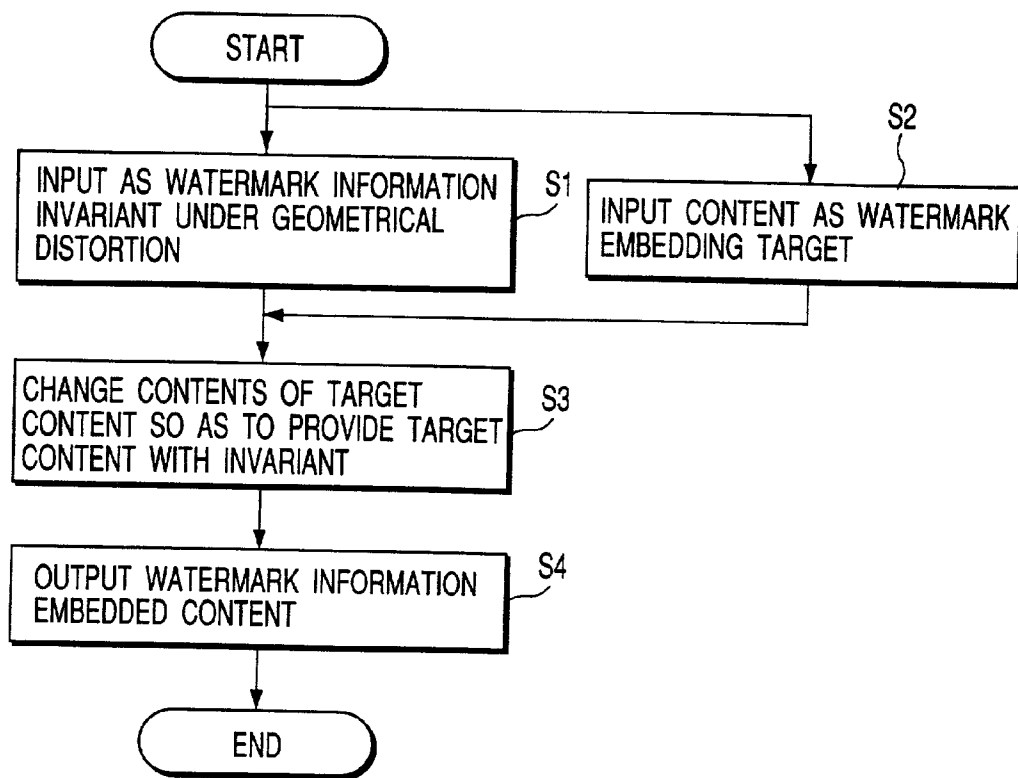 START
INPUT AS WATERMARK INFORMATION
INVARIANT UNDER GEOMETRICAL
DISTORTION
S1
S2
INPUT CONTENT AS WATERMARK
EMBEDDING TARGET
CHANGE CONTENTS OF TARGET
CONTENT SO AS TO PROVIDE TARGET
CONTENT WITH INVARIANT
S3
OUTPUT WATERMARK INFORMATION
EMBEDDED CONTENT
S4
END